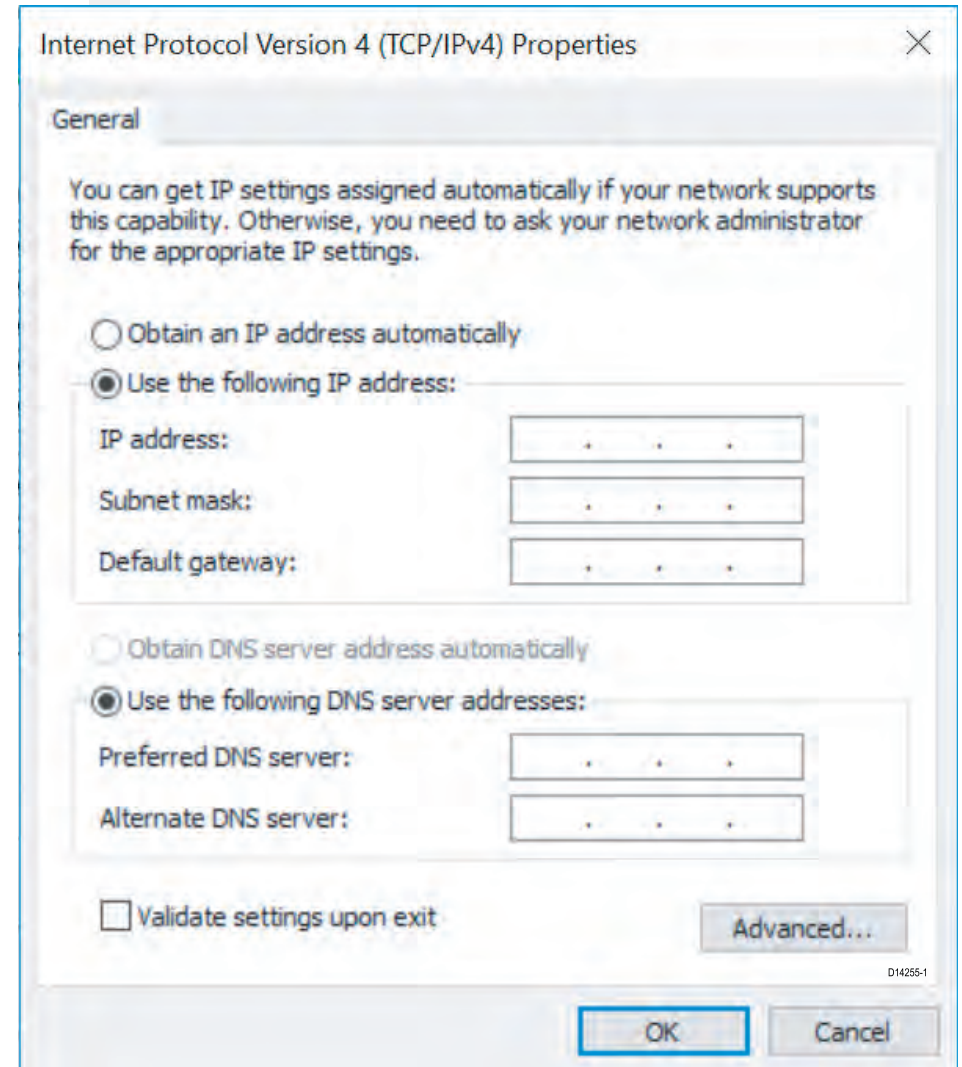 Internet Protocol Version 4 (TCP/IPv4) Properties
General
You can get IP settings assigned automatically if your network supports
this capability. Otherwise, you need to ask your network administrator
for the appropriate IP settings.
Obtain an IP address automatically
Use the following IP address:
IP address: . . .
Subnet mask: . . .
Default gateway: . . .
Obtain DNS server address automatically
Use the following DNS server addresses:
Preferred DNS server: . . .
Alternate DNS server: . . .
Validate settings upon exit
Advanced...
D14255-1
OK Cancel